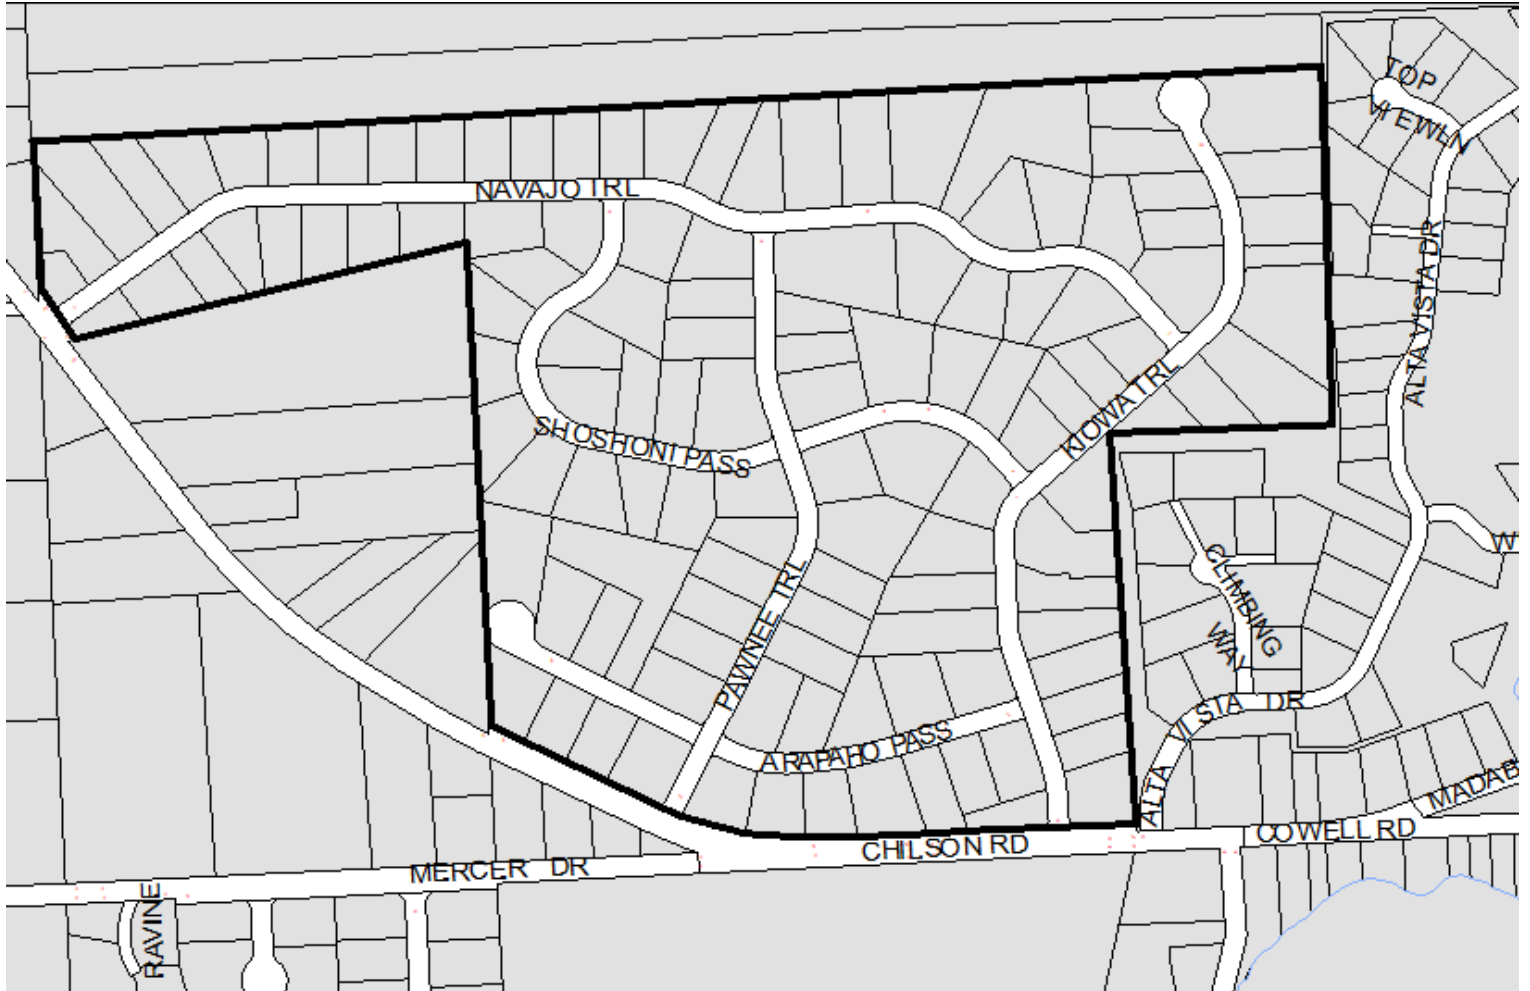 TOP
VIEW LN
NAVAJO TRL
ALTA VISTA DR
KIOWA TRL
SHOSHONI PASS
W
CLIMBING
WAY
PAWNEE TRL
ALTA VISTA DR
ARAPAHO PASS
MADAB
COWELL RD
CHILSON RD
MERCER DR
RAVINE